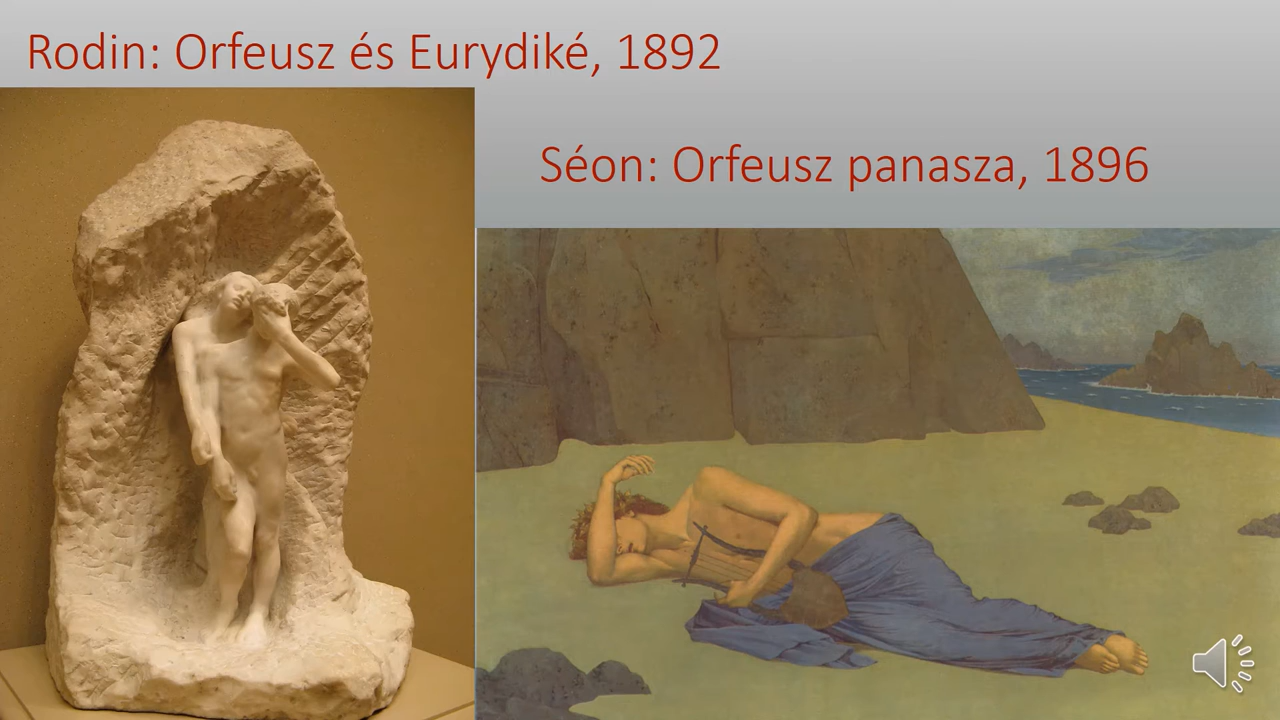 Rodin: Orfeusz és Eurydiké, 1892
Séon: Orfeusz panasza, 1896